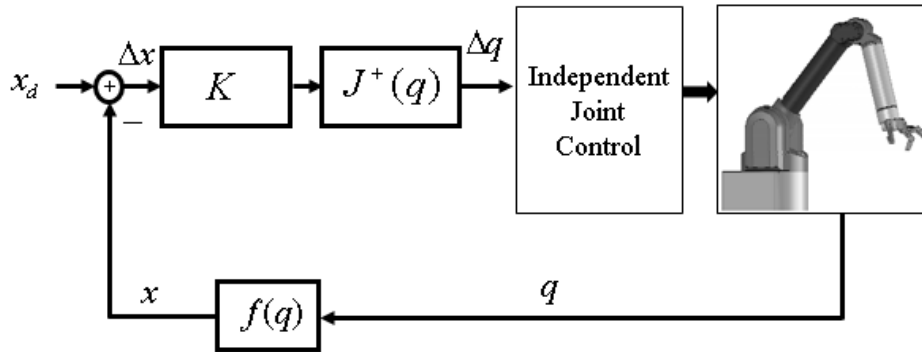 Δx
Δq
x_d
+
−
K
J⁺(q)
Independent
Joint
Control
x
f(q)
q